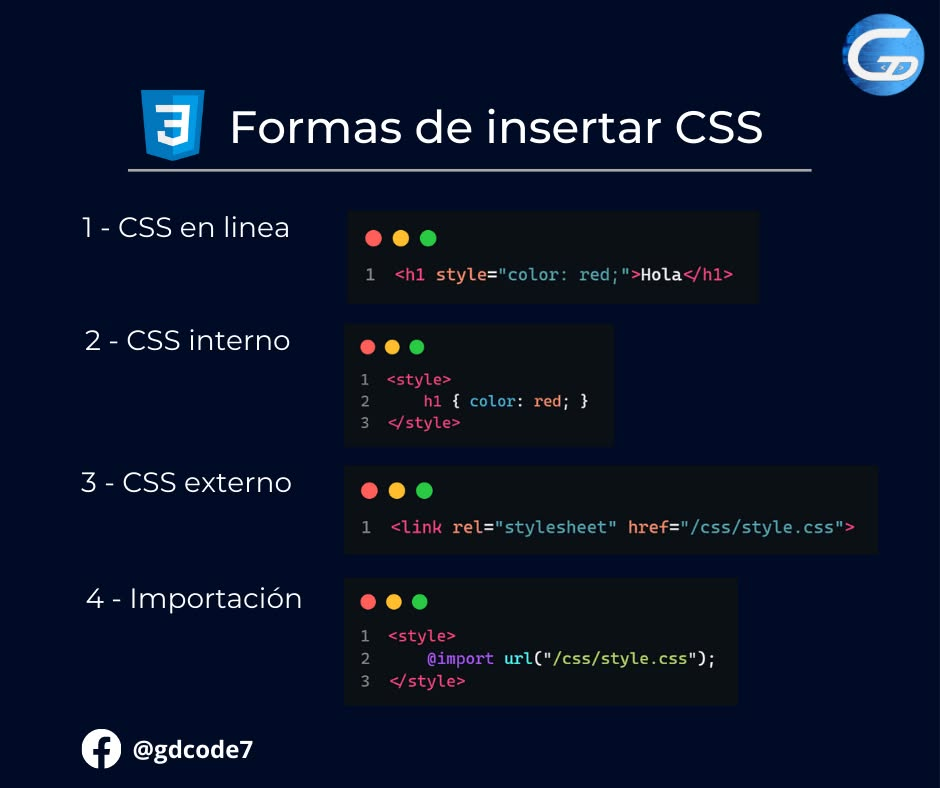 Formas de insertar CSS
1 - CSS en linea
1 <h1 style="color: red;">Hola</h1>
2 - CSS interno
1 <style>
2 h1 { color: red; }
3 </style>
3 - CSS externo
1 <link rel="stylesheet" href="/css/style.css">
4 - Importación
1 <style>
2 @import url("/css/style.css");
3 </style>
@gdcode7